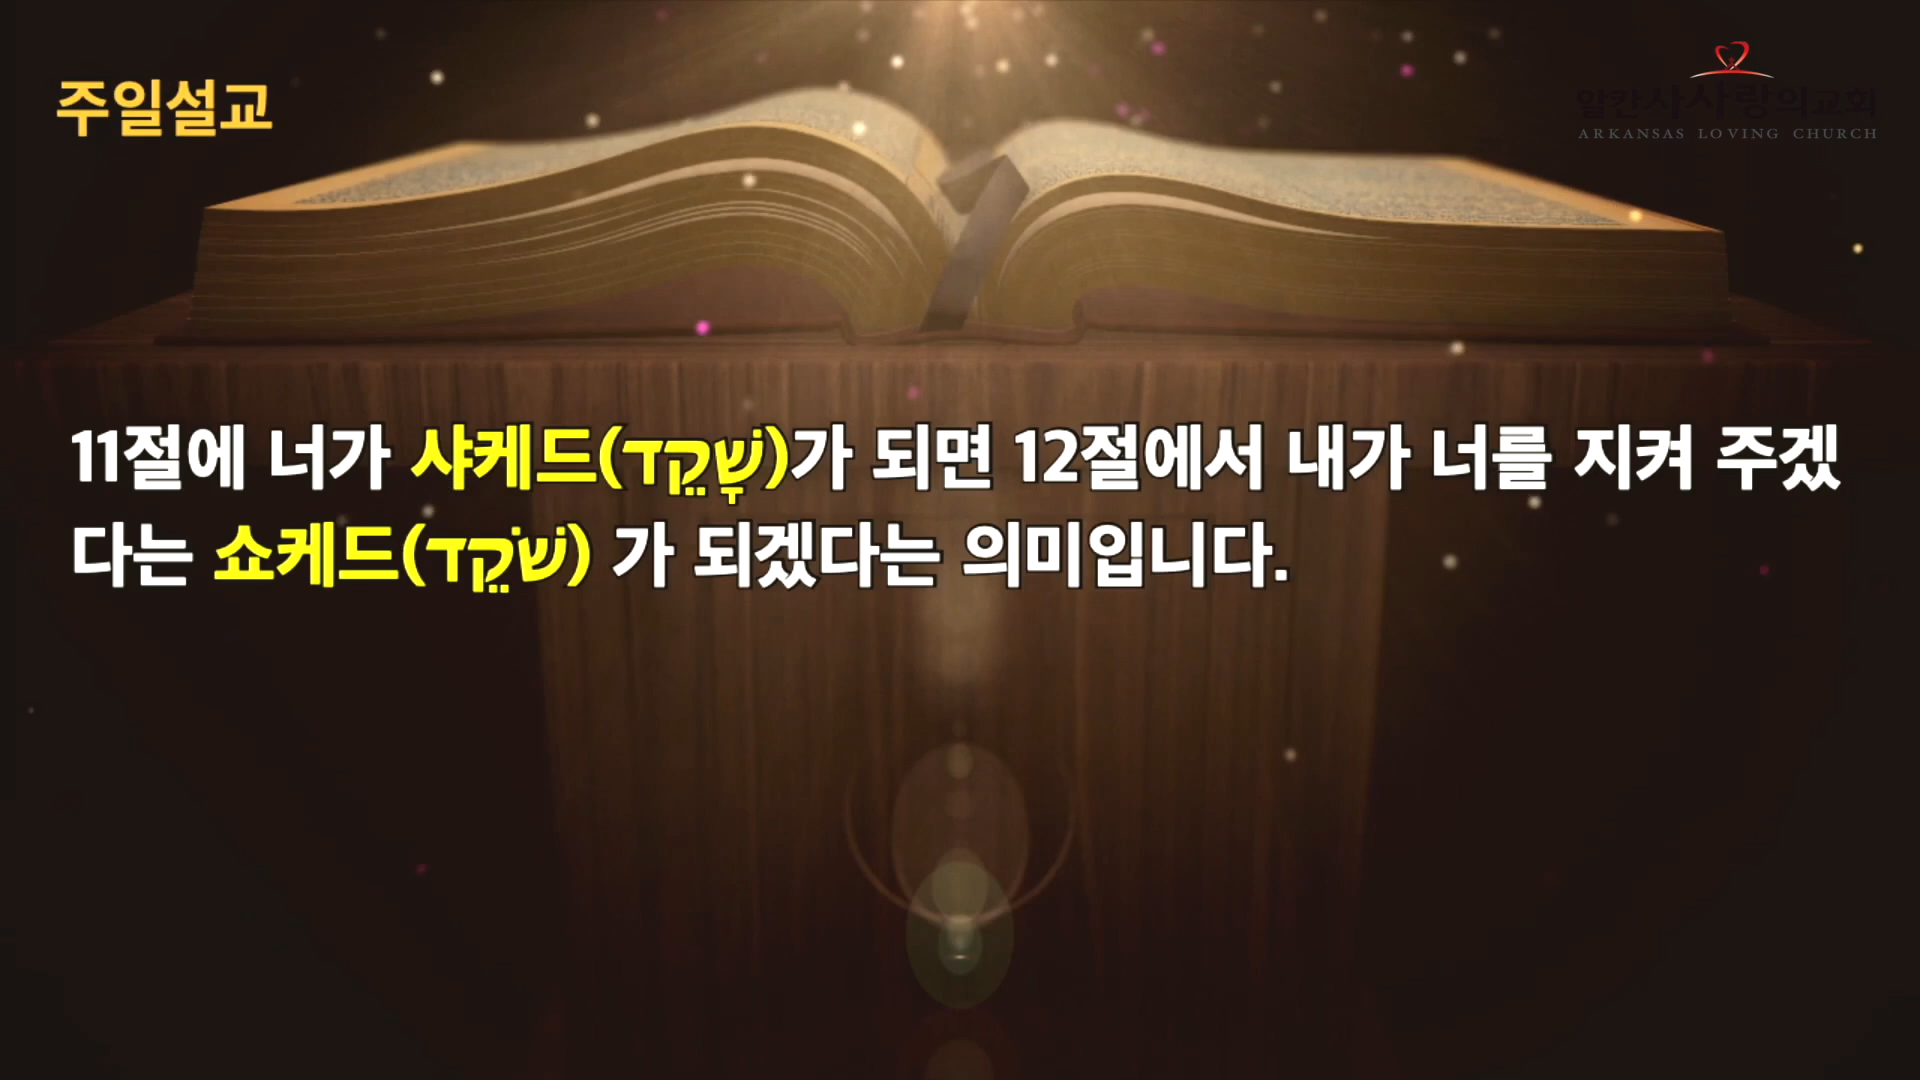 주일설교
알칸사사랑의교회
ARKANSAS LOVING CHURCH
11절에 너가 샤케드(שָׁקֵד)가 되면 12절에서 내가 너를 지켜 주겠
다는 쇼케드(שֹׁקֵד) 가 되겠다는 의미입니다.